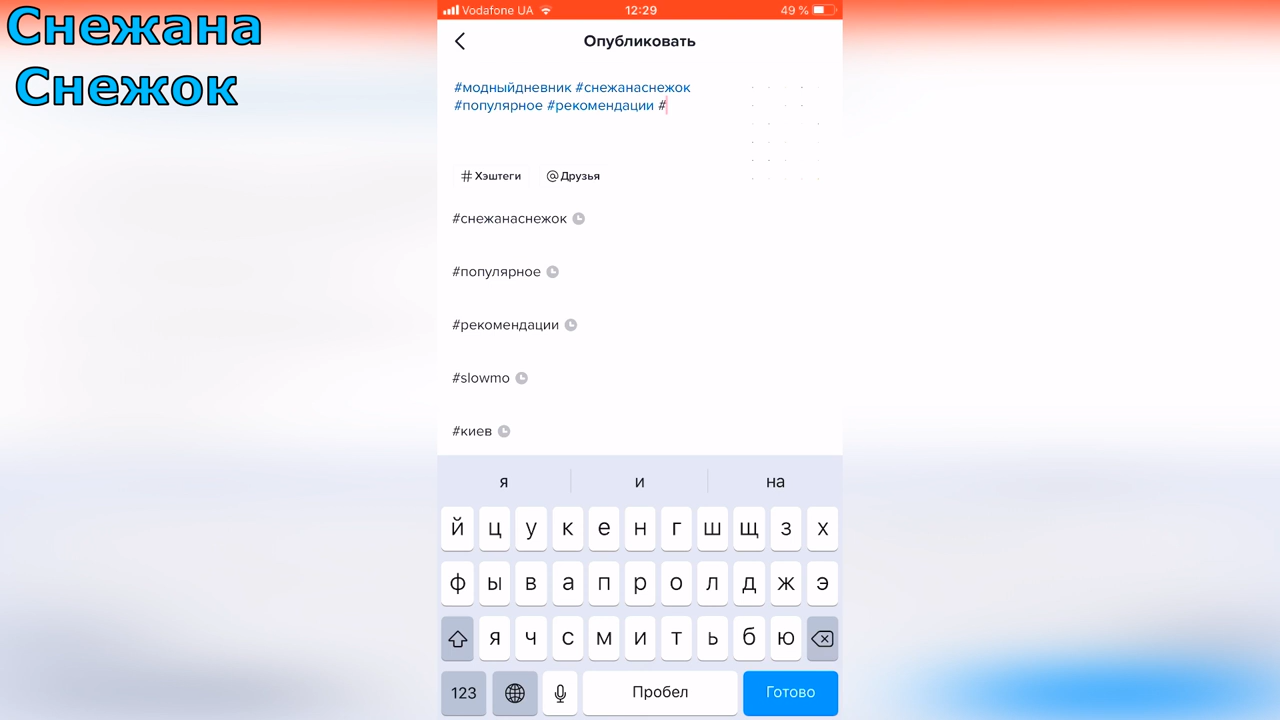 Снежана
Снежок
Vodafone UA 12:29 49 %
Опубликовать
#модныйдневник #снежанаснежок
#популярное #рекомендации #
# Хэштеги @ Друзья
#снежанаснежок
#популярное
#рекомендации
#slowmo
#киев
я и на
й ц у к е н г ш щ з х
ф ы в а п р о л д ж э
я ч с м и т ь б ю
123 Пробел Готово